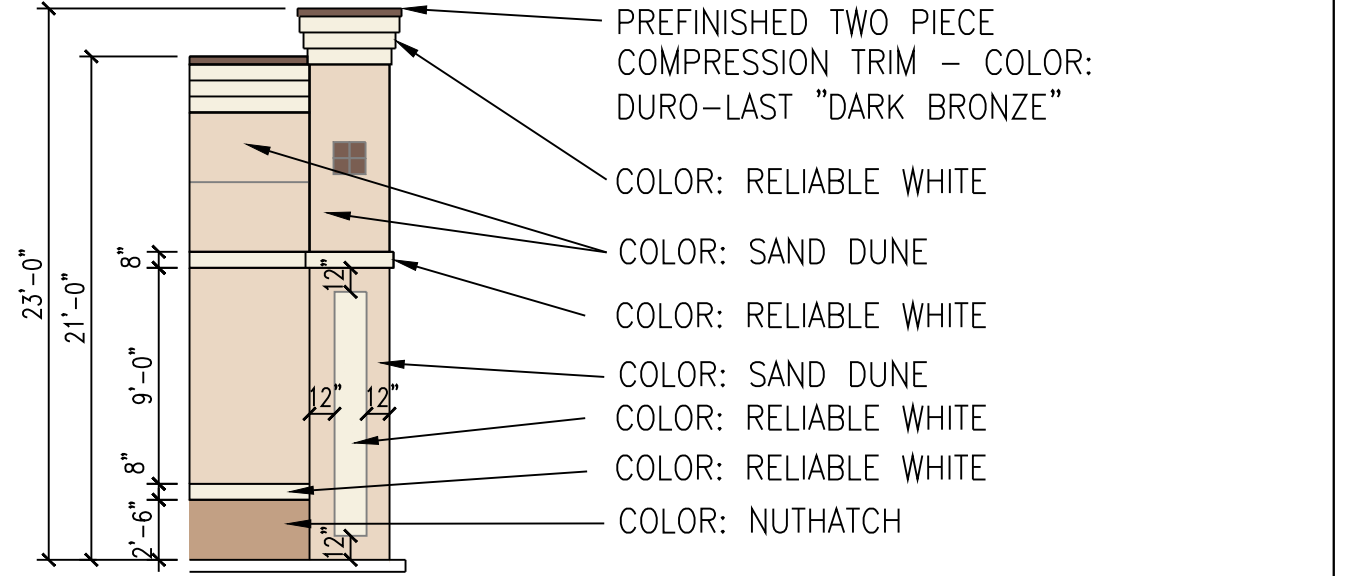 PREFINISHED TWO PIECE
COMPRESSION TRIM – COLOR:
DURO–LAST "DARK BRONZE"
COLOR: RELIABLE WHITE
COLOR: SAND DUNE
COLOR: RELIABLE WHITE
COLOR: SAND DUNE
COLOR: RELIABLE WHITE
COLOR: RELIABLE WHITE
COLOR: NUTHATCH
23'–0"
21'–0"
8"
9'–0"
8"
2'–6"
12"
12"
12"
12"